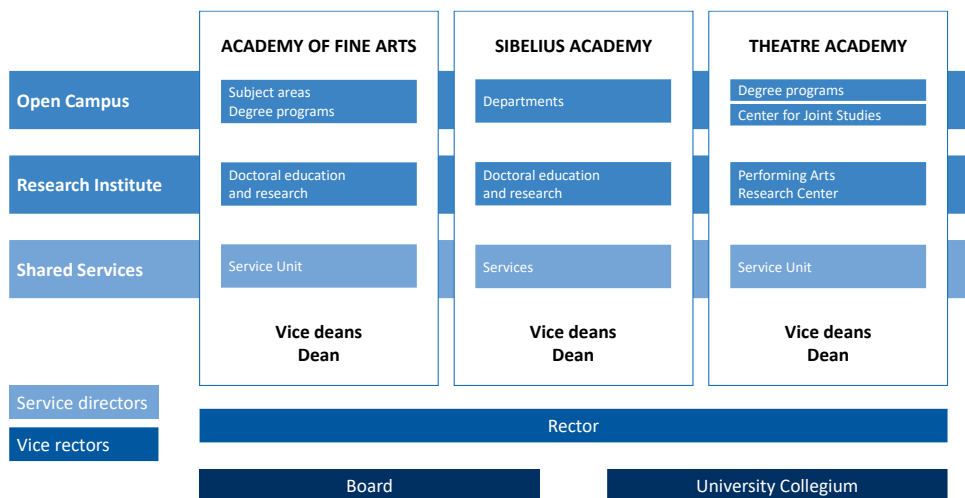 ACADEMY OF FINE ARTS
SIBELIUS ACADEMY
THEATRE ACADEMY
Open Campus
Subject areas
Degree programs
Departments
Degree programs
Center for Joint Studies
Research Institute
Doctoral education
and research
Doctoral education
and research
Performing Arts
Research Center
Shared Services
Service Unit
Services
Service Unit
Vice deans
Dean
Vice deans
Dean
Vice deans
Dean
Service directors
Vice rectors
Rector
Board
University Collegium